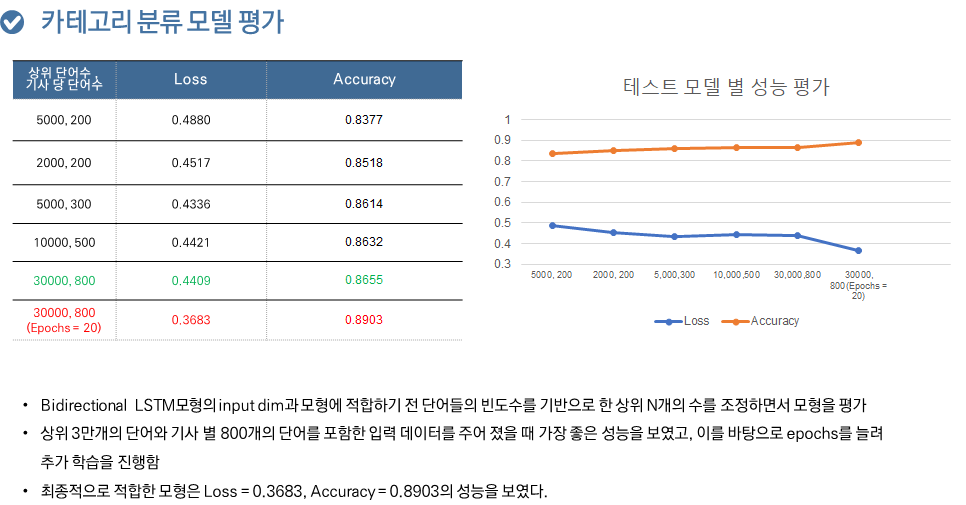 카테고리 분류 모델 평가
상위 단어수,
기사 당 단어수
Loss
Accuracy
5000, 200
0.4880
0.8377
2000, 200
0.4517
0.8518
5000, 300
0.4336
0.8614
10000, 500
0.4421
0.8632
30000, 800
0.4409
0.8655
30000, 800
(Epochs = 20)
0.3683
0.8903
테스트 모델 별 성능 평가
1
0.9
0.8
0.7
0.6
0.5
0.4
0.3
5000, 200
2000, 200
5,000,300
10,000,500
30,000,800
30000,
800(Epochs =
20)
Loss
Accuracy
• Bidirectional LSTM모형의 input dim과 모형에 적합하기 전 단어들의 빈도수를 기반으로 한 상위 N개의 수를 조정하면서 모형을 평가
• 상위 3만개의 단어와 기사 별 800개의 단어를 포함한 입력 데이터를 주어 졌을 때 가장 좋은 성능을 보였고, 이를 바탕으로 epochs를 늘려
추가 학습을 진행함
• 최종적으로 적합한 모형은 Loss = 0.3683, Accuracy = 0.8903의 성능을 보였다.